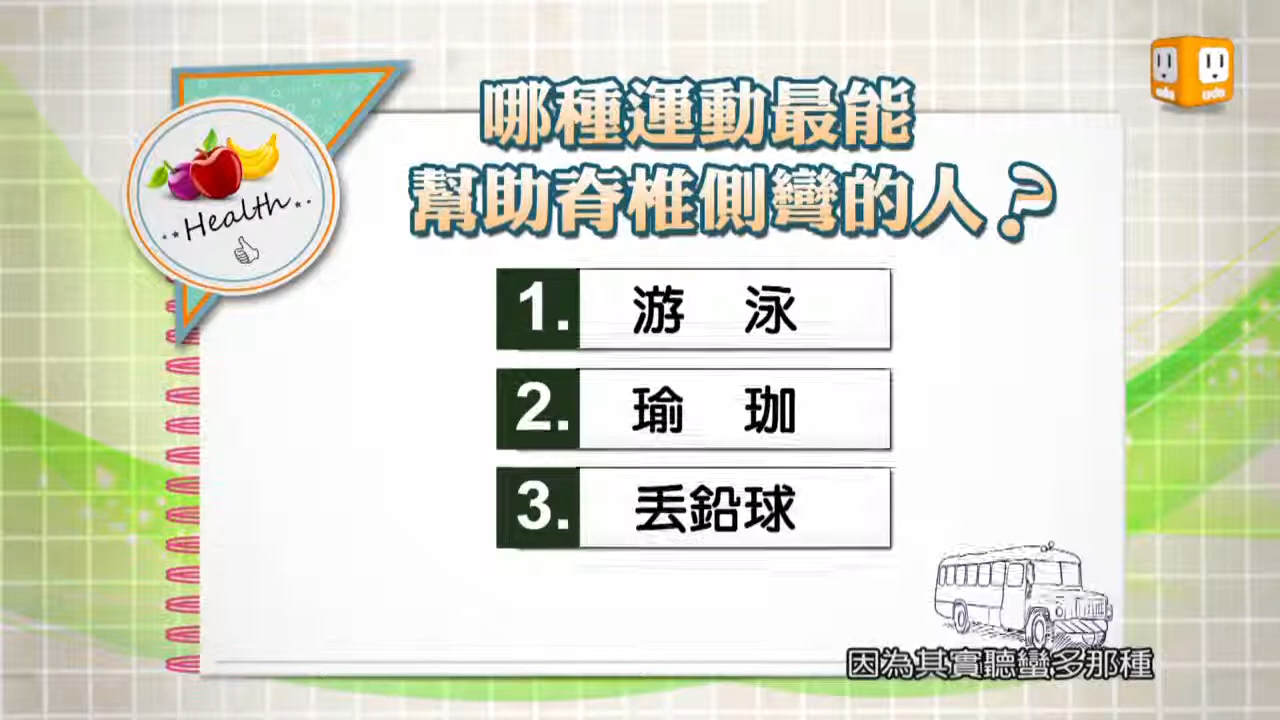 哪種運動最能
幫助脊椎側彎的人?
Health
1. 游泳
2. 瑜珈
3. 丟鉛球
因為其實聽蠻多那種
udn